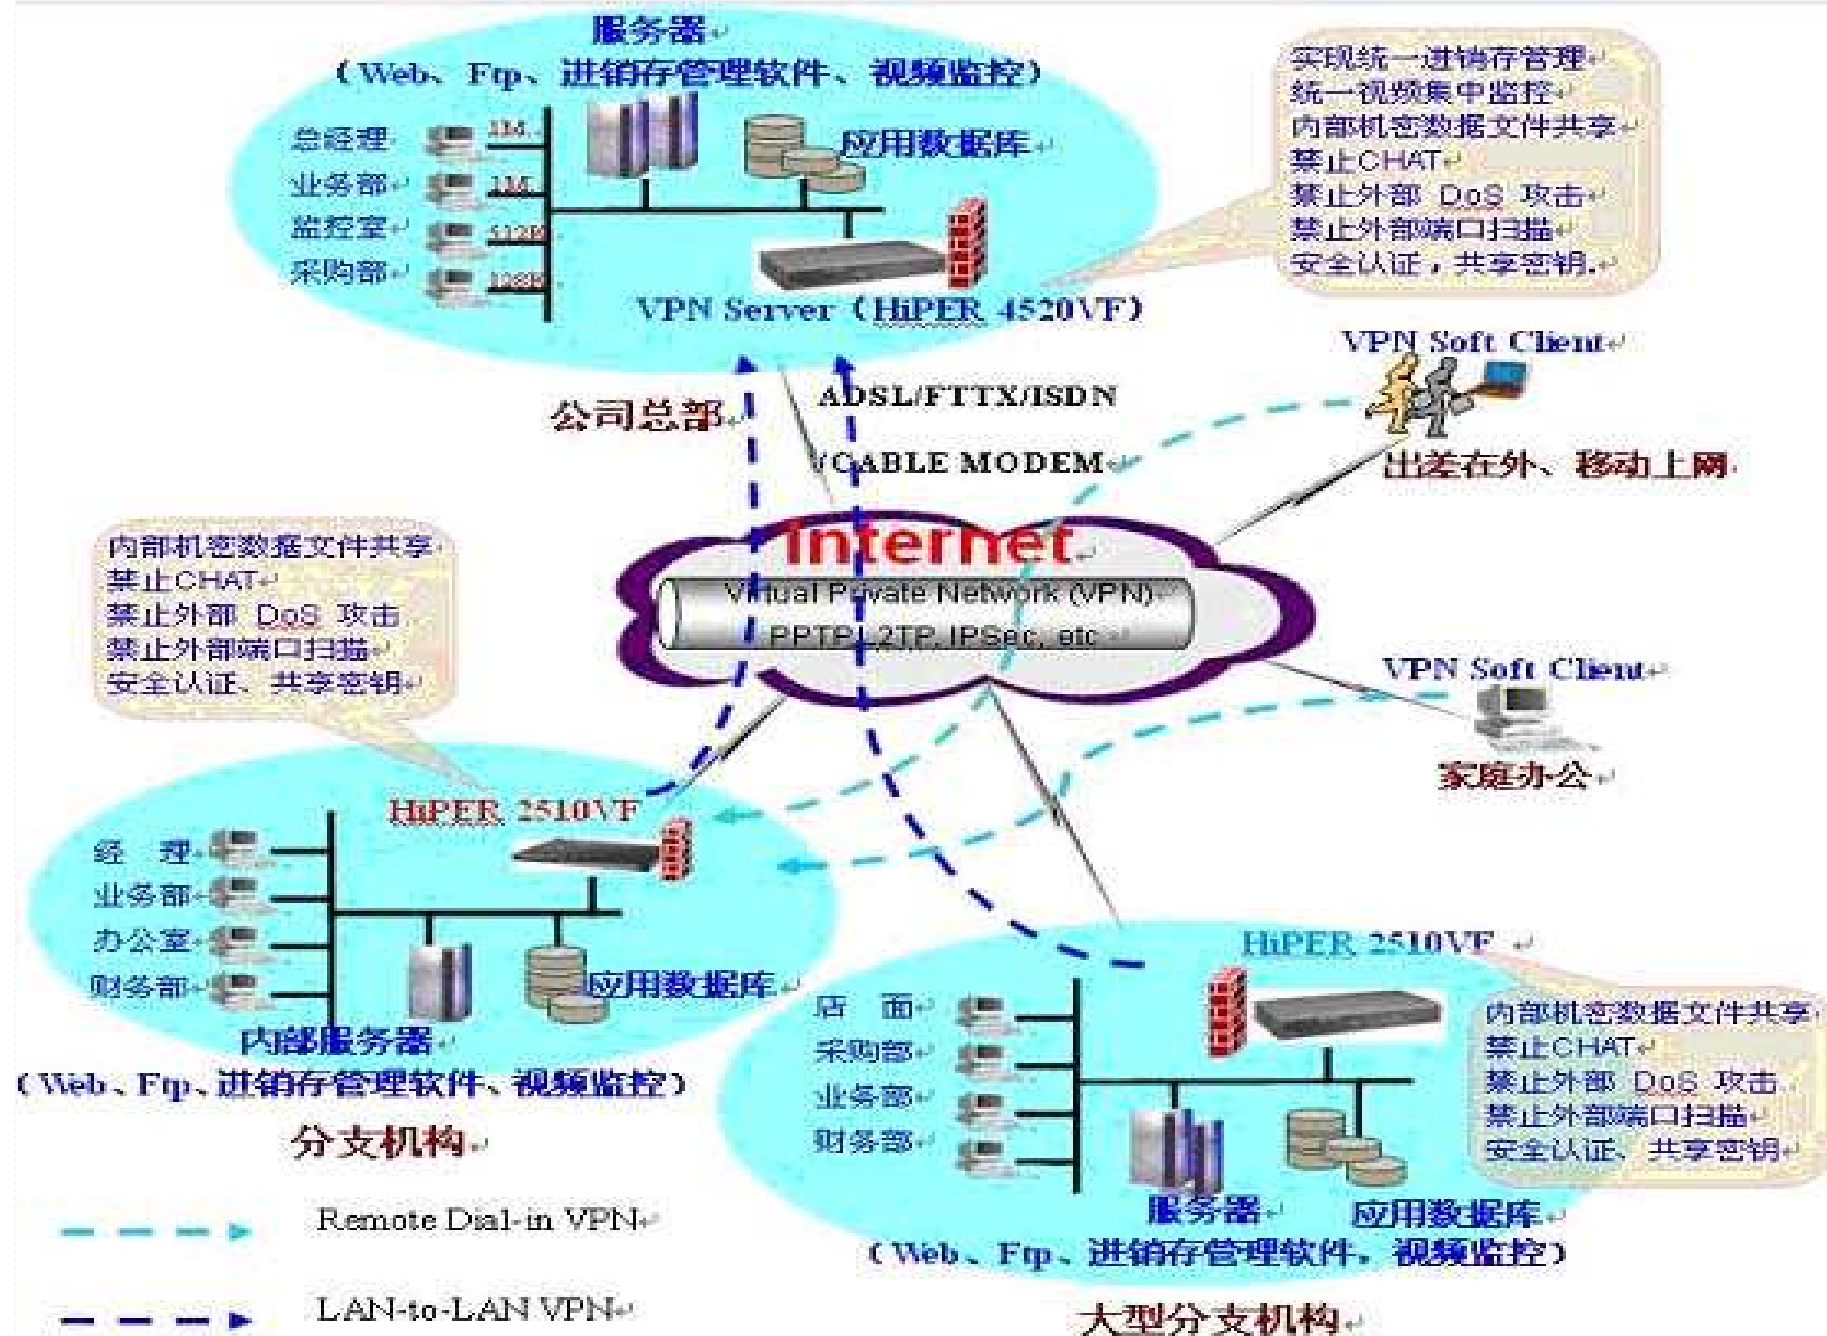 服务器
（Web、Ftp、进销存管理软件、视频监控）
总经理
业务部
监控室
采购部
1M
1M
512K
128K
应用数据库
VPN Server（HiPER 4520VF）
实现统一进销存管理
统一视频集中监控
内部机密数据文件共享
禁止CHAT
禁止外部 DoS 攻击
禁止外部端口扫描
安全认证，共享密钥.
公司总部
ADSL/FTTX/ISDN
/CABLE MODEM
VPN Soft Client
出差在外、移动上网
Internet
Virtual Private Network (VPN)
PPTP, L2TP, IPSec, etc
内部机密数据文件共享
禁止CHAT
禁止外部 DoS 攻击
禁止外部端口扫描
安全认证、共享密钥
VPN Soft Client
家庭办公
HiPER 2510VF
经 理
业务部
办公室
财务部
应用数据库
内部服务器
（Web、Ftp、进销存管理软件、视频监控）
分支机构
HiPER 2510VF
店 面
采购部
业务部
财务部
内部机密数据文件共享
禁止CHAT
禁止外部 DoS 攻击
禁止外部端口扫描
安全认证、共享密钥
服务器
应用数据库
（Web、Ftp、进销存管理软件，视频监控）
大型分支机构
Remote Dial-in VPN
LAN-to-LAN VPN